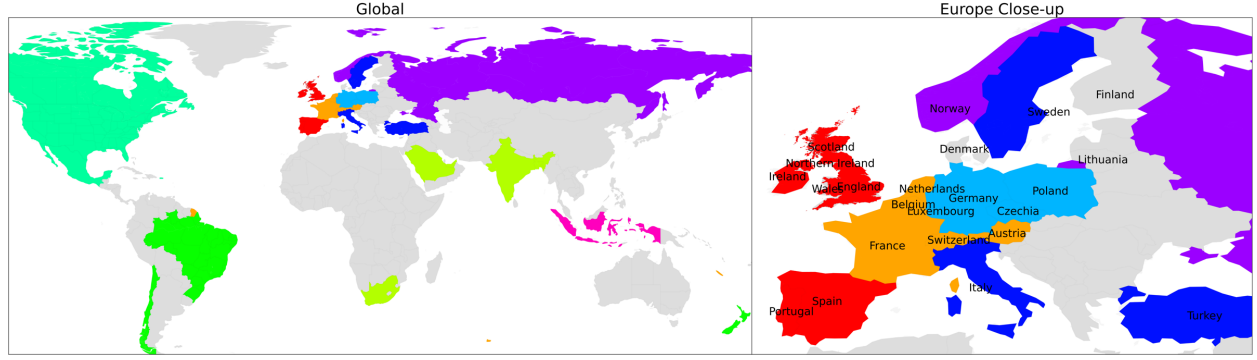 Global
Europe Close-up
Finland
Norway
Sweden
Scotland
Denmark
Northern Ireland
Lithuania
Ireland
Wales
England
Netherlands
Poland
Germany
Belgium
Luxembourg
Czechia
Austria
Switzerland
France
Italy
Spain
Portugal
Turkey